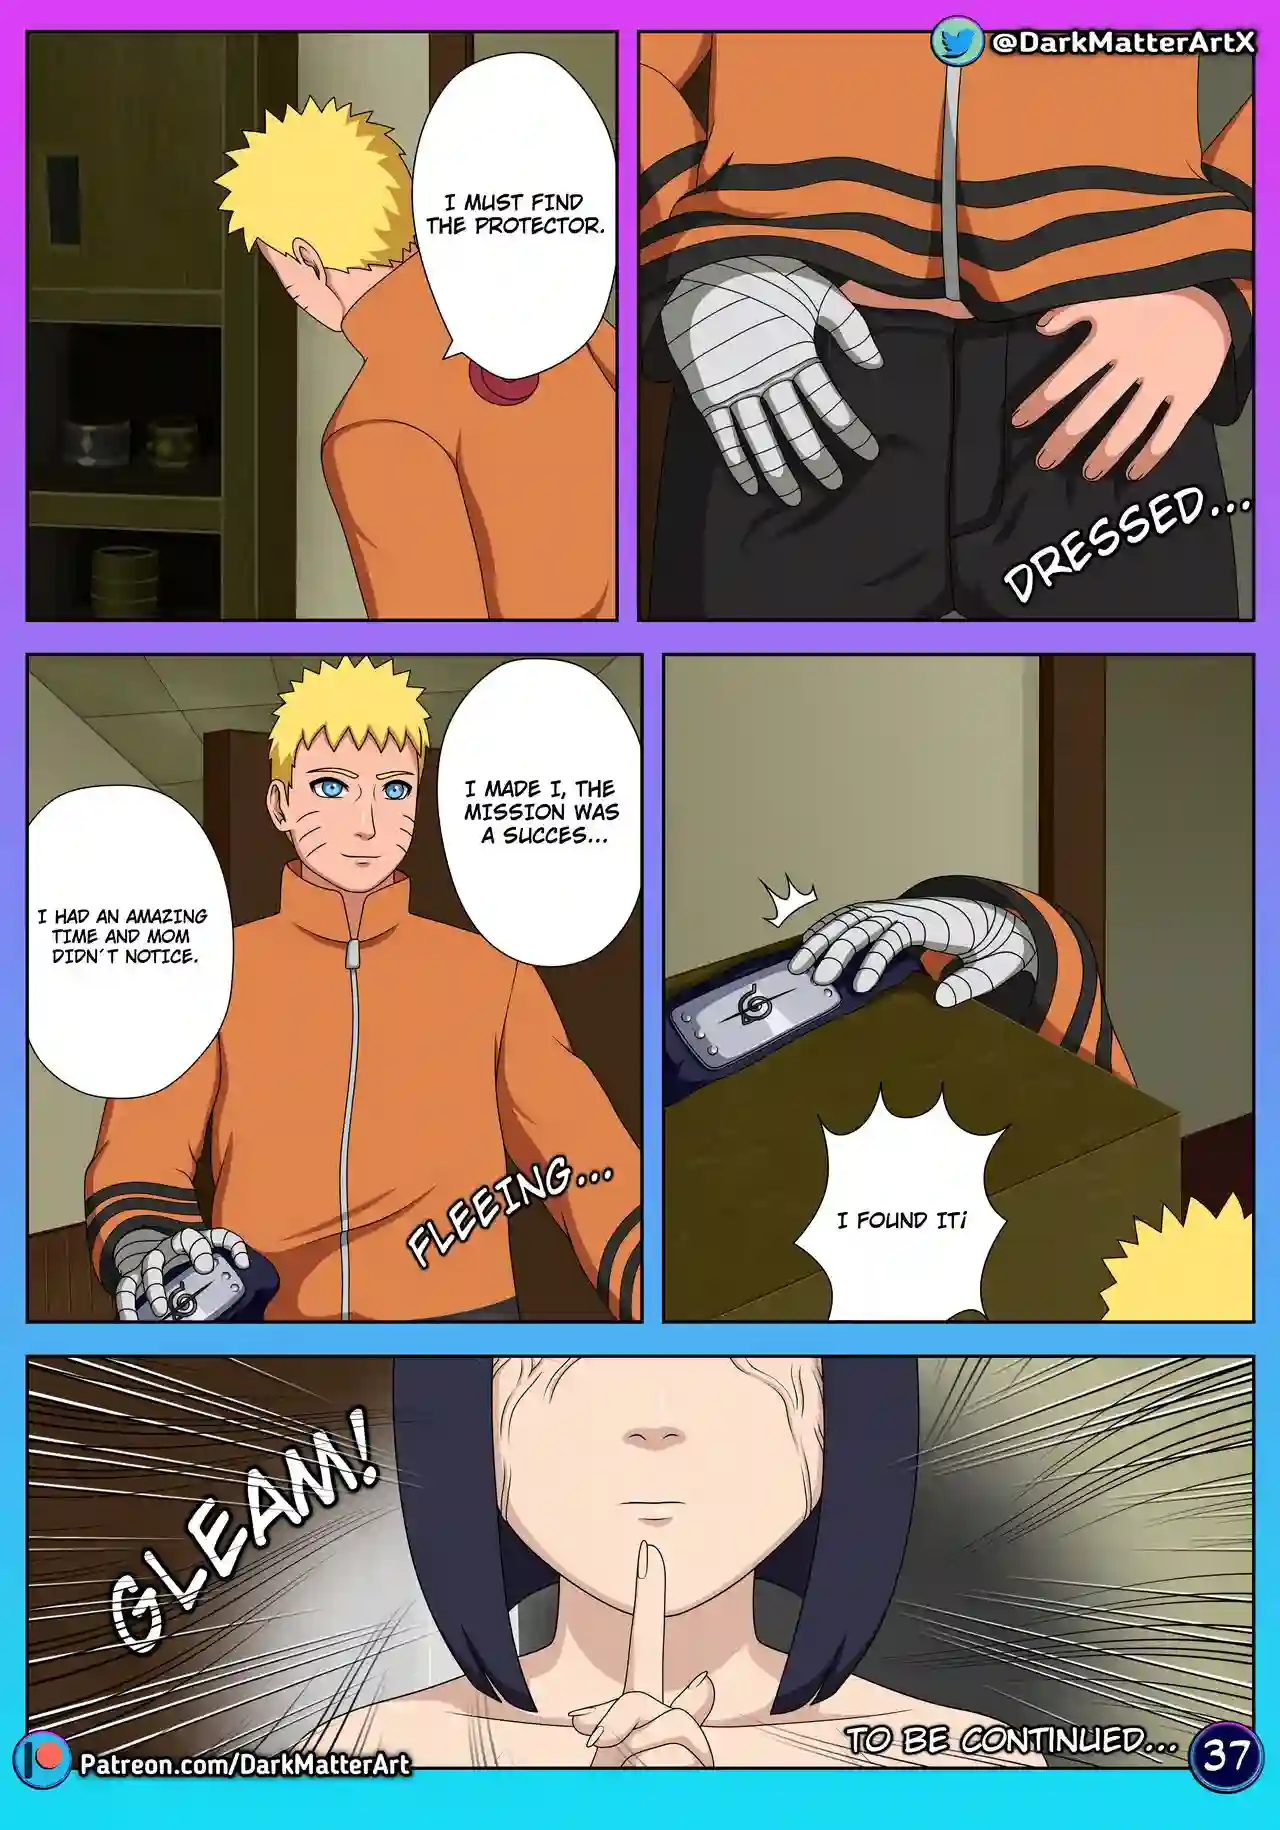 @DarkMatterArtX
I MUST FIND
THE PROTECTOR.
DRESSED...
I MADE I, THE
MISSION WAS
A SUCCES...
I HAD AN AMAZING
TIME AND MOM
DIDN´T NOTICE.
FLEEING...
I FOUND IT¡
GLEAM!
TO BE CONTINUED...
37
Patreon.com/DarkMatterArt